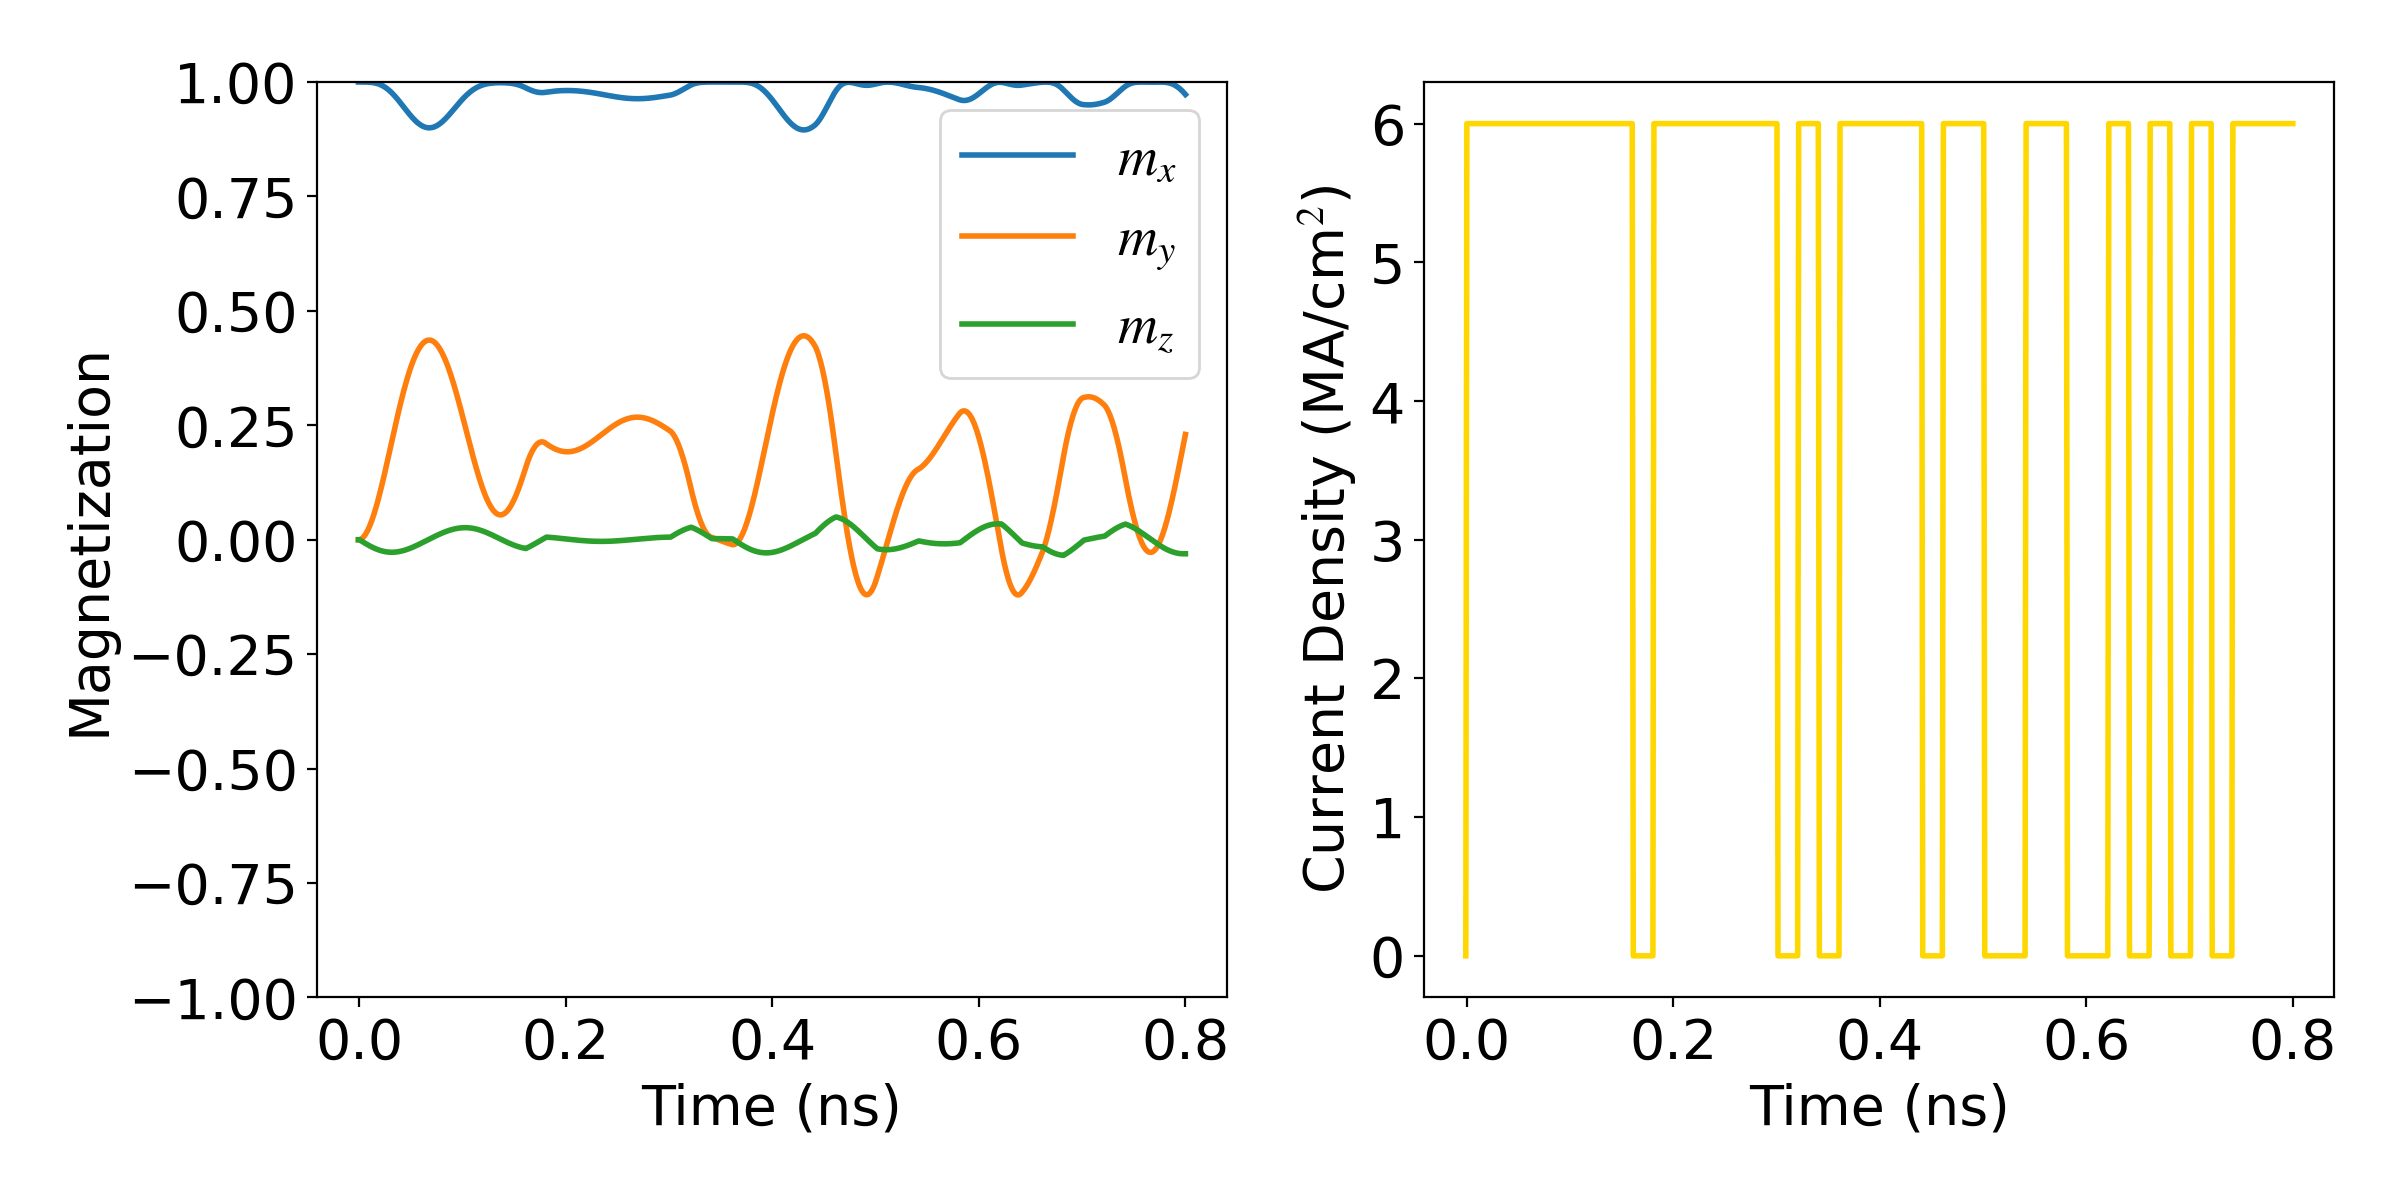 1.00
0.75
0.50
0.25
0.00
−0.25
−0.50
−0.75
−1.00
Magnetization
0.0 0.2 0.4 0.6 0.8
Time (ns)
m_x
m_y
m_z
6
5
4
3
2
1
0
Current Density (MA/cm²)
0.0 0.2 0.4 0.6 0.8
Time (ns)